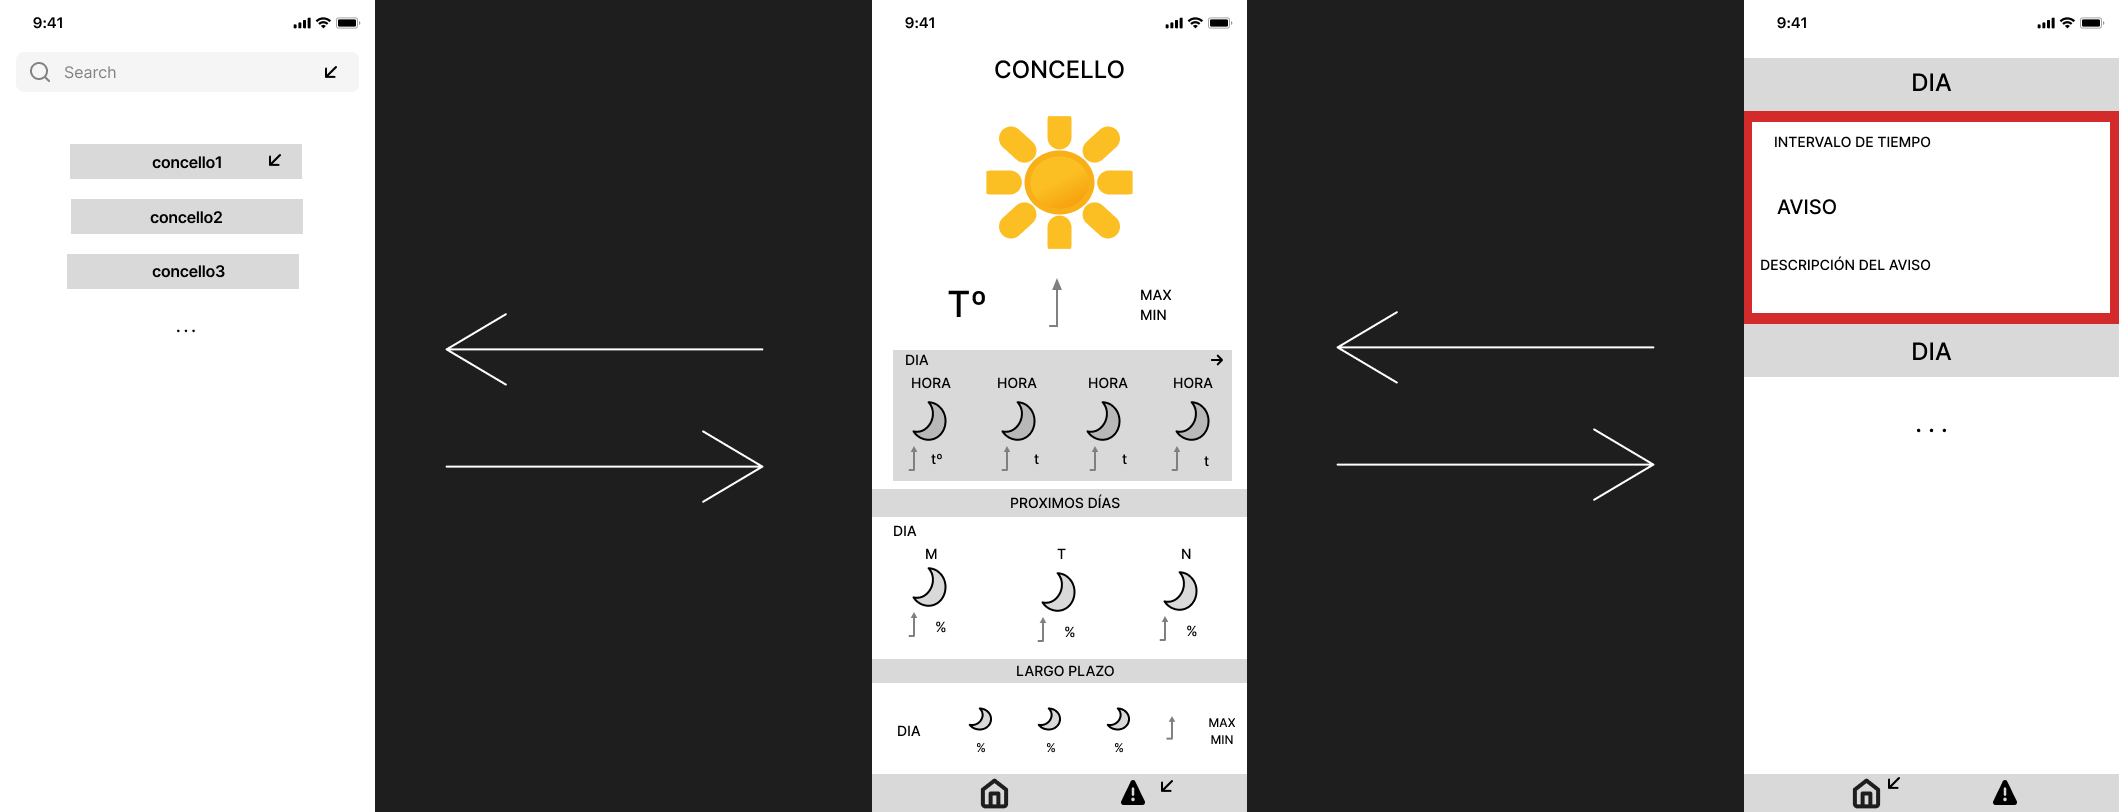 9:41
Search
concello1
concello2
concello3
...
9:41
CONCELLO
Tº
MAX
MIN
DIA
HORA HORA HORA HORA
tº t t t
PROXIMOS DÍAS
DIA
M T N
% % %
LARGO PLAZO
DIA
% % %
MAX
MIN
9:41
DIA
INTERVALO DE TIEMPO
AVISO
DESCRIPCIÓN DEL AVISO
DIA
...